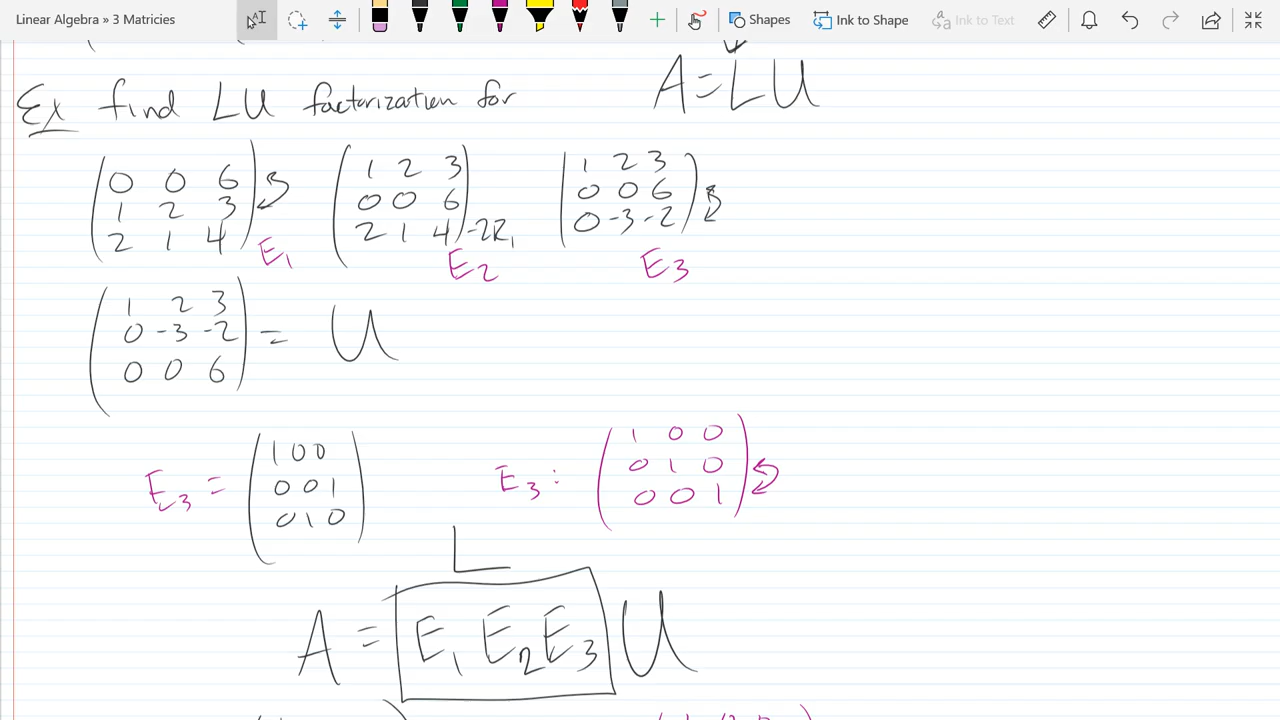 Linear Algebra » 3 Matricies
Shapes
Ink to Shape
Ink to Text
A = LU
Ex find LU factorization for
0 0 6
1 2 3
2 1 4
E1
1 2 3
0 0 6
2 1 4 -2R1
E2
1 2 3
0 0 6
0 -3 -2
E3
1 2 3
0 -3 -2
0 0 6
= U
E3 =
1 0 0
0 0 1
0 1 0
E3 :
1 0 0
0 1 0
0 0 1
L
A = E1 E2 E3 U